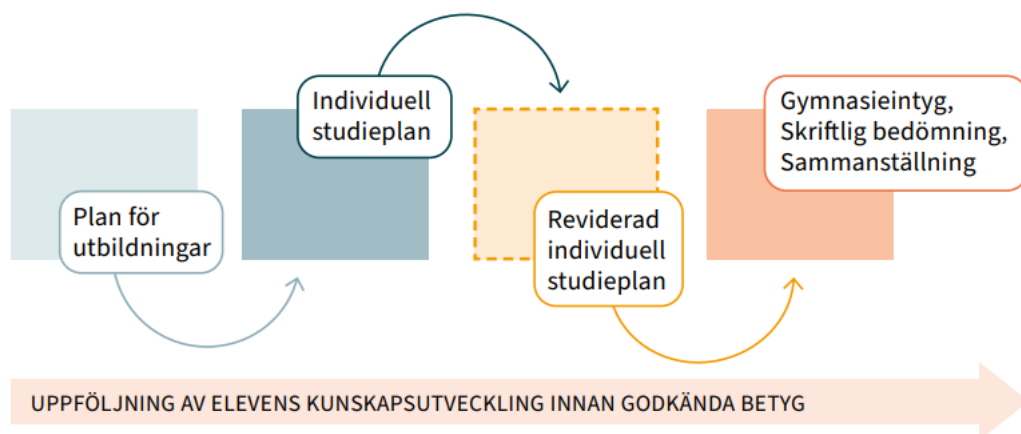 Plan för
utbildningar
Individuell
studieplan
Reviderad
individuell
studieplan
Gymnasieintyg,
Skriftlig bedömning,
Sammanställning
UPPFÖLJNING AV ELEVENS KUNSKAPSUTVECKLING INNAN GODKÄNDA BETYG